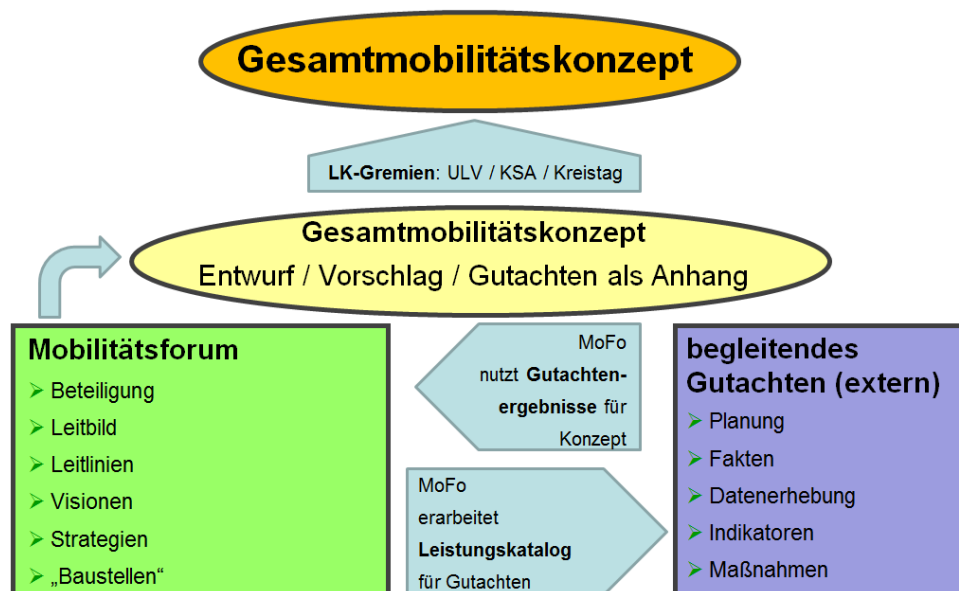 Gesamtmobilitätskonzept
LK-Gremien: ULV / KSA / Kreistag
Gesamtmobilitätskonzept
Entwurf / Vorschlag / Gutachten als Anhang
Mobilitätsforum
➢ Beteiligung
➢ Leitbild
➢ Leitlinien
➢ Visionen
➢ Strategien
➢ „Baustellen“
MoFo
nutzt Gutachten-
ergebnisse für
Konzept
MoFo
erarbeitet
Leistungskatalog
für Gutachten
begleitendes
Gutachten (extern)
➢ Planung
➢ Fakten
➢ Datenerhebung
➢ Indikatoren
➢ Maßnahmen